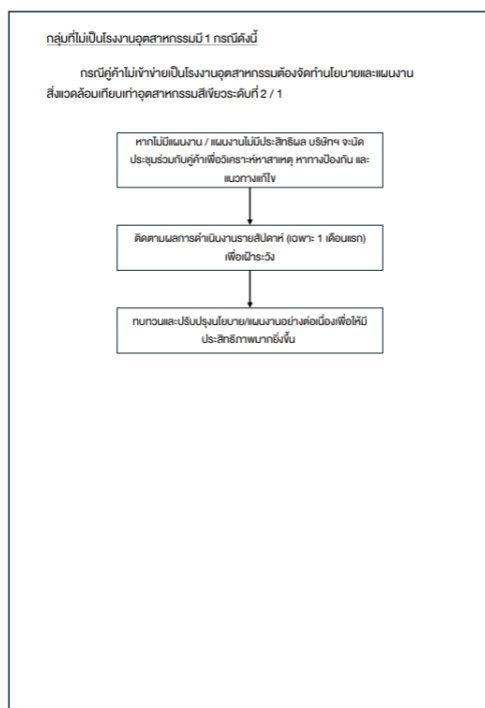 กลุ่มที่ไม่เป็นโรงงานอุตสาหกรรมมี 1 กรณีดังนี้
กรณีคู่ค้าไม่เข้าข่ายเป็นโรงงานอุตสาหกรรมต้องจัดทำนโยบายและแผนงาน
สิ่งแวดล้อมเทียบเท่าอุตสาหกรรมสีเขียวระดับที่ 2 / 1
หากไม่มีแผนงาน / แผนงานไม่มีประสิทธิผล บริษัทฯ จะนัด
ประชุมร่วมกับคู่ค้าเพื่อวิเคราะห์หาสาเหตุ หาทางป้องกัน และ
แนวทางแก้ไข
ติดตามผลการดำเนินงานรายสัปดาห์ (เฉพาะ 1 เดือนแรก)
เพื่อเฝ้าระวัง
ทบทวนและปรับปรุงนโยบาย/แผนงานอย่างต่อเนื่องเพื่อให้มี
ประสิทธิภาพมากยิ่งขึ้น